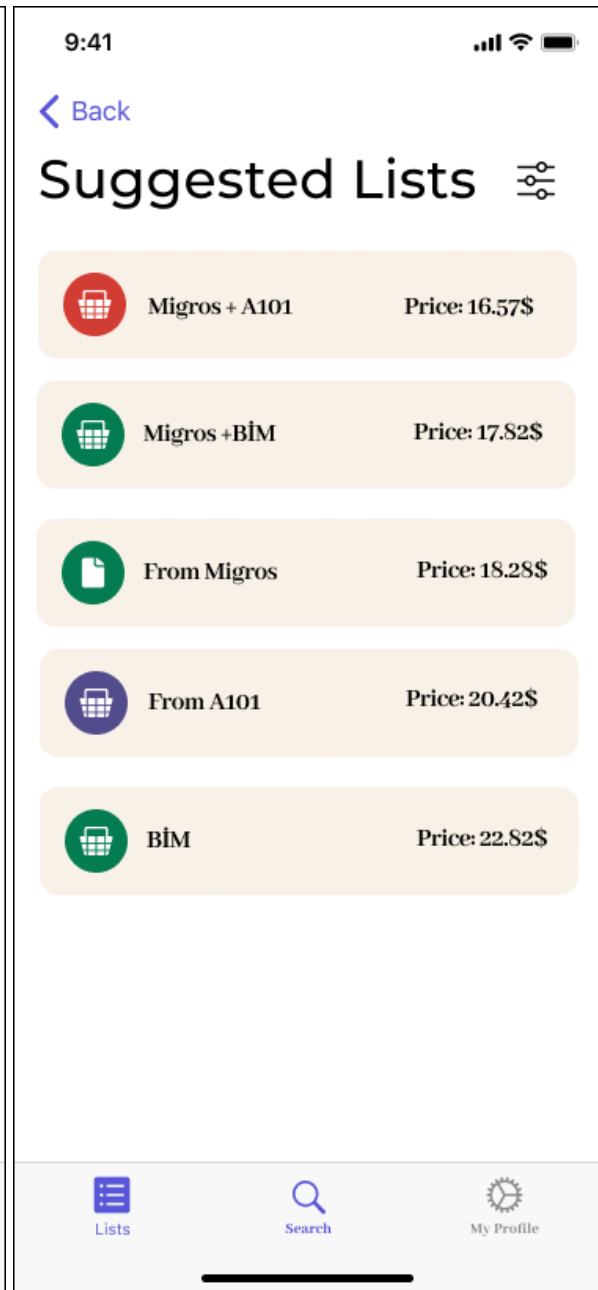 9:41
Back
Suggested Lists
Migros + A101 Price: 16.57$
Migros +BİM Price: 17.82$
From Migros Price: 18.28$
From A101 Price: 20.42$
BİM Price: 22.82$
Lists Search My Profile